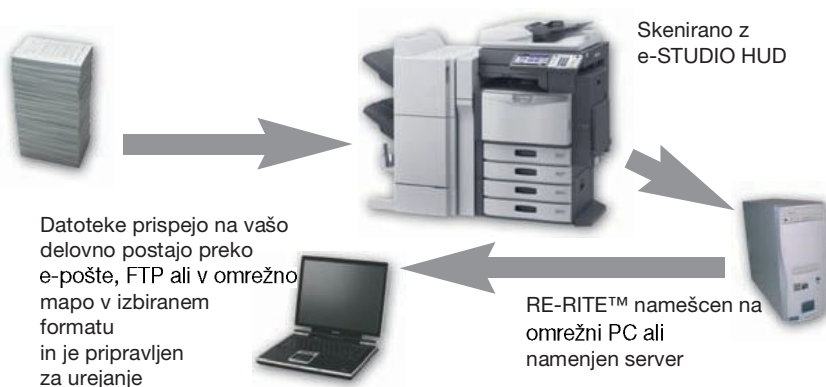 Skenirano z
e-STUDIO HUD
Datoteke prispejo na vašo
delovno postajo preko
e-pošte, FTP ali v omrežno
mapo v izbiranem
formatu
in je pripravljen
za urejanje
RE-RITE™ namešcen na
omrežni PC ali
namenjen server